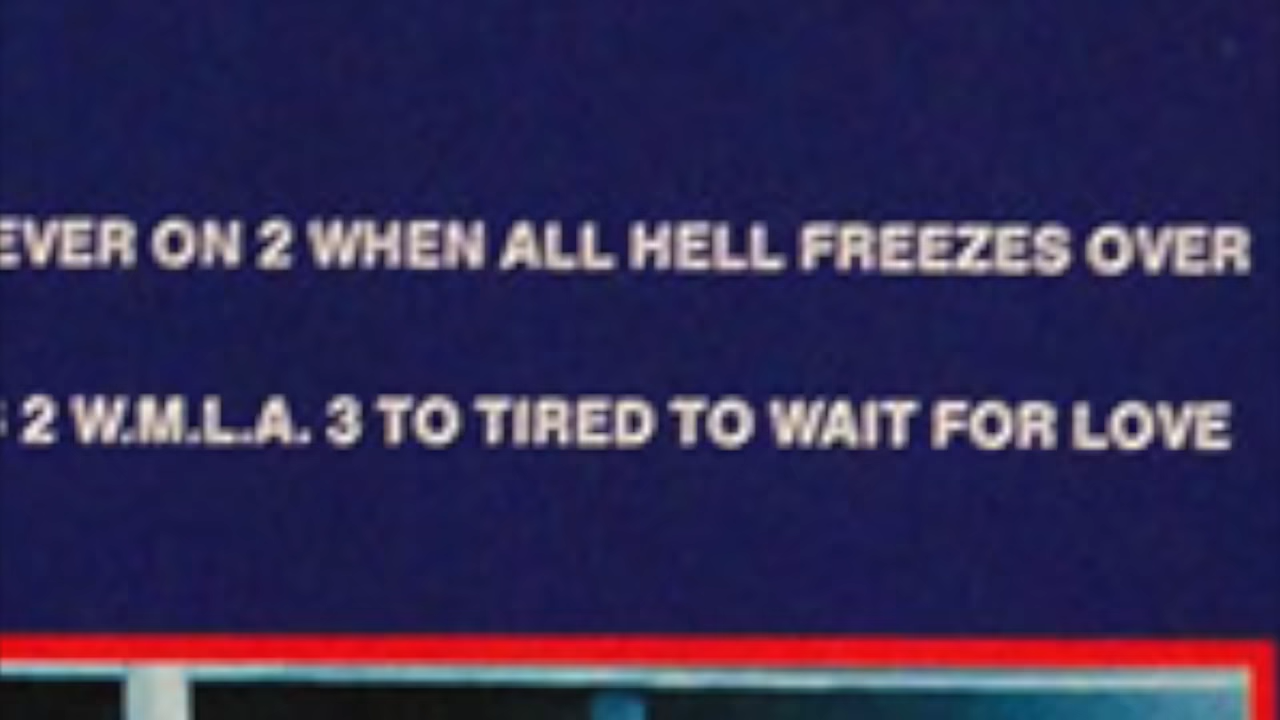 EVER ON 2 WHEN ALL HELL FREEZES OVER
2 W.M.L.A. 3 TO TIRED TO WAIT FOR LOVE